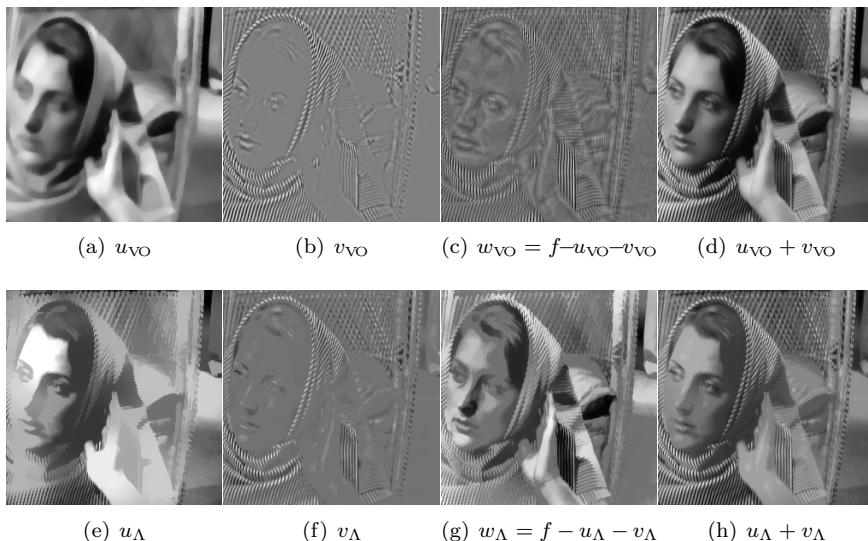 (a) u_VO (b) v_VO (c) w_VO = f–u_VO–v_VO (d) u_VO + v_VO
(e) u_Λ (f) v_Λ (g) w_Λ = f − u_Λ − v_Λ (h) u_Λ + v_Λ